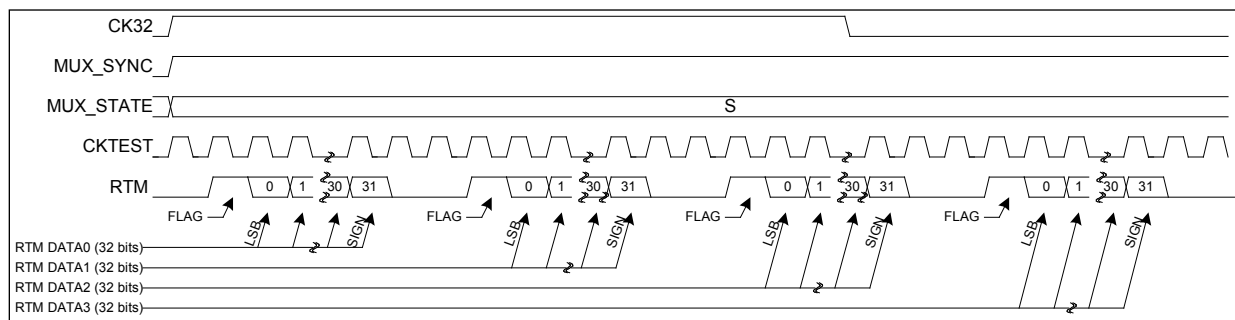 CK32
MUX_SYNC
MUX_STATE S
CKTEST
RTM 0 1 30 31 0 1 30 31 0 1 30 31 0 1 30 31
FLAG FLAG FLAG FLAG
LSB SIGN LSB SIGN LSB SIGN LSB SIGN
RTM DATA0 (32 bits)
RTM DATA1 (32 bits)
RTM DATA2 (32 bits)
RTM DATA3 (32 bits)